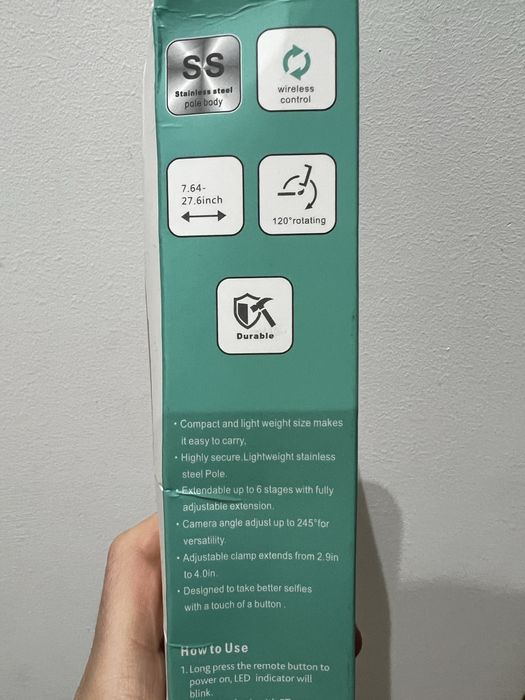 SS
Stainless steel
pole body
wireless
control
7.64-
27.6inch
120°rotating
Durable
• Compact and light weight size makes
it easy to carry.
• Highly secure.Lightweight stainless
steel Pole.
• Extendable up to 6 stages with fully
adjustable extension.
• Camera angle adjust up to 245°for
versatility.
• Adjustable clamp extends from 2.9in
to 4.0in.
• Designed to take better selfies
with a touch of a button .
How to Use
1. Long press the remote button to
power on, LED indicator will
blink.